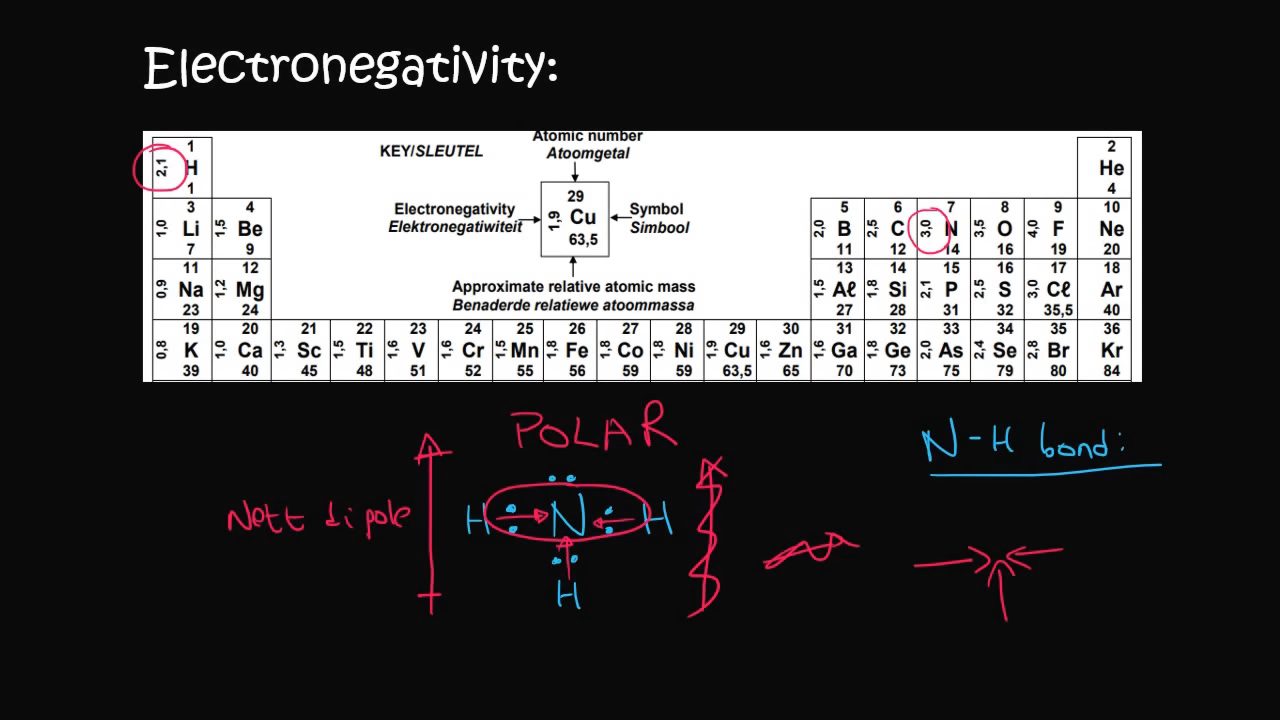 Electronegativity:
Atomic number
KEY/SLEUTEL
Atoomgetal
1
2
2,1
H
He
29
1
4
3
4
Electronegativity
1,9
Cu
Symbol
5
6
7
8
9
10
1,0
Li
1,5
Be
Elektronegatiwiteit
Simbool
2,0
B
2,5
C
3,0
N
3,5
O
4,0
F
Ne
7
9
63,5
11
12
14
16
19
20
11
12
13
14
15
16
17
18
0,9
Na
1,2
Mg
Approximate relative atomic mass
1,5
Aℓ
1,8
Si
2,1
P
2,5
S
3,0
Cℓ
Ar
23
24
Benaderde relatiewe atoommassa
27
28
31
32
35,5
40
19
20
21
22
23
24
25
26
27
28
29
30
31
32
33
34
35
36
0,8
K
1,0
Ca
1,3
Sc
1,5
Ti
1,6
V
1,6
Cr
1,5
Mn
1,8
Fe
1,8
Co
1,8
Ni
1,9
Cu
1,6
Zn
1,6
Ga
1,8
Ge
2,0
As
2,4
Se
2,8
Br
Kr
39
40
45
48
51
52
55
56
59
59
63,5
65
70
73
75
79
80
84
POLAR
N-H bond:
Nett dipole
H N H
H